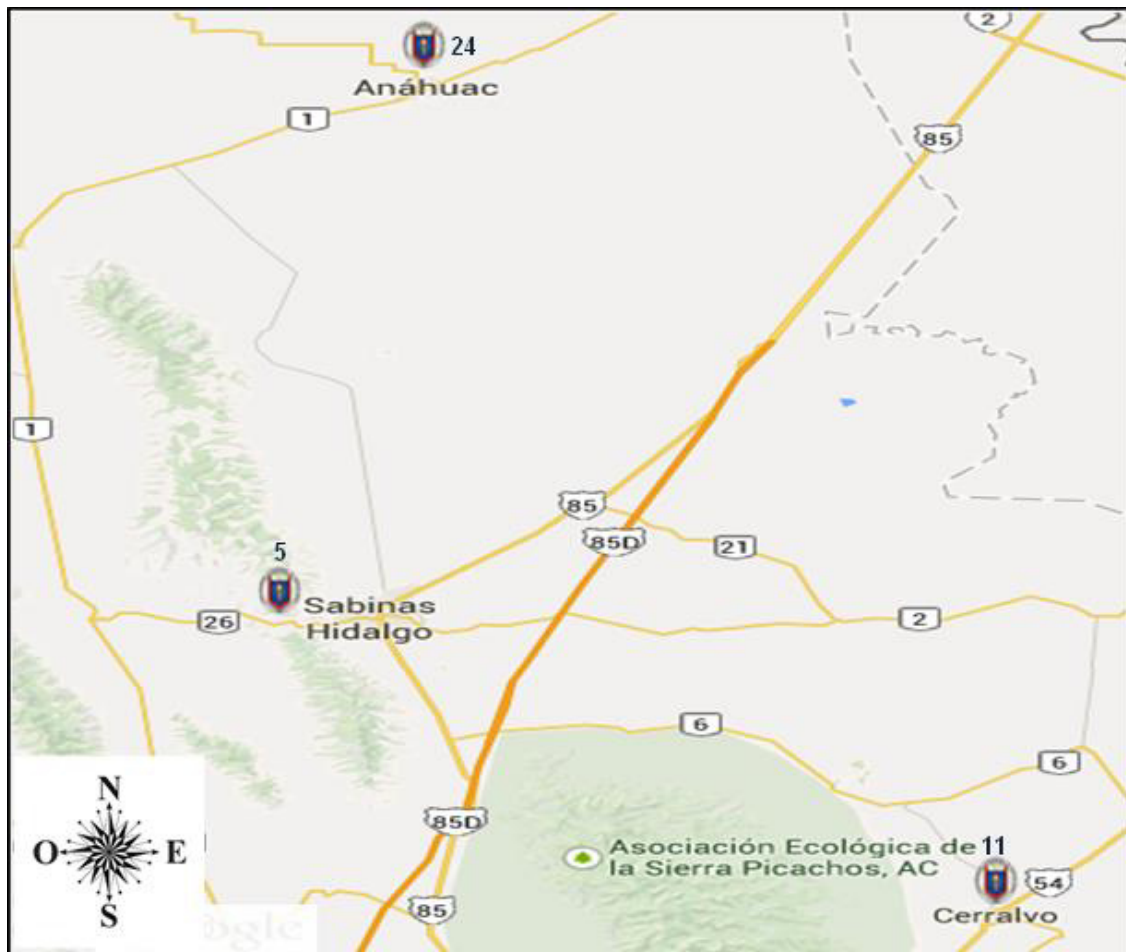 2
24
Anáhuac
1
85
1
85
85D
21
5
Sabinas
Hidalgo
26
2
6
6
N
O E
S
85D
Asociación Ecológica de
la Sierra Picachos, AC
11
54
85
Cerralvo
ogle